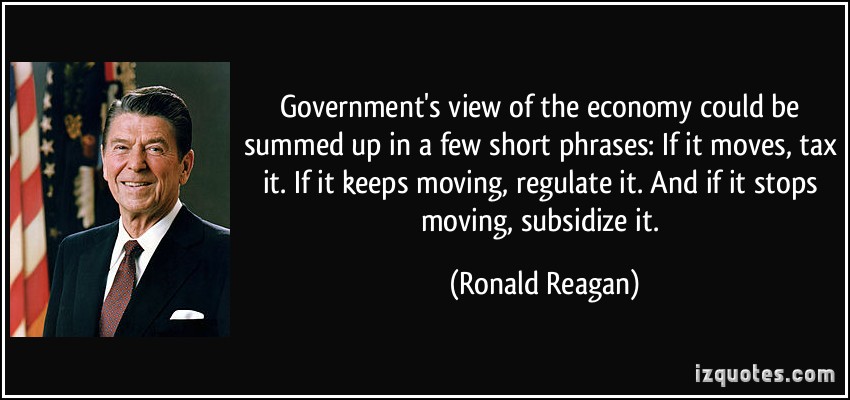 Government's view of the economy could be
summed up in a few short phrases: If it moves, tax
it. If it keeps moving, regulate it. And if it stops
moving, subsidize it.
(Ronald Reagan)
izquotes.com